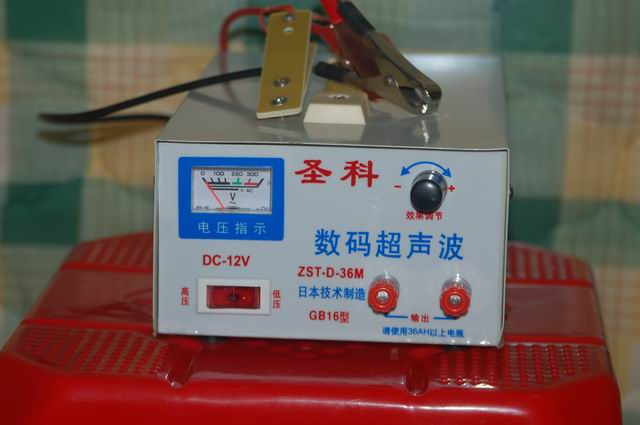 0 100 220 300
V AC
V
电压指示
圣科
- +
效果调节
数码超声波
DC-12V
ZST-D-36M
高压
低压
日本技术制造
GB16型
输出
请使用36AH以上电瓶